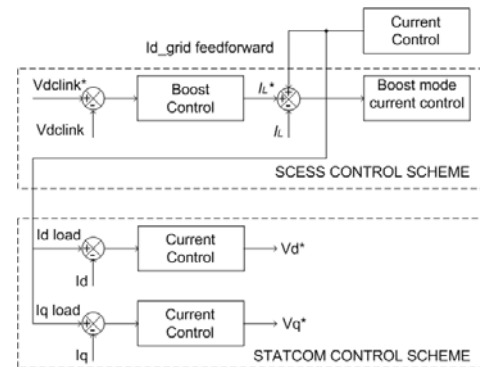 Current
Control
Id_grid feedforward
Vdclink*
+
-
Vdclink
Boost
Control
IL*
+
-
IL
Boost mode
current control
SCESS CONTROL SCHEME
Id load
+
-
Id
Current
Control
Vd*
Iq load
+
-
Iq
Current
Control
Vq*
STATCOM CONTROL SCHEME